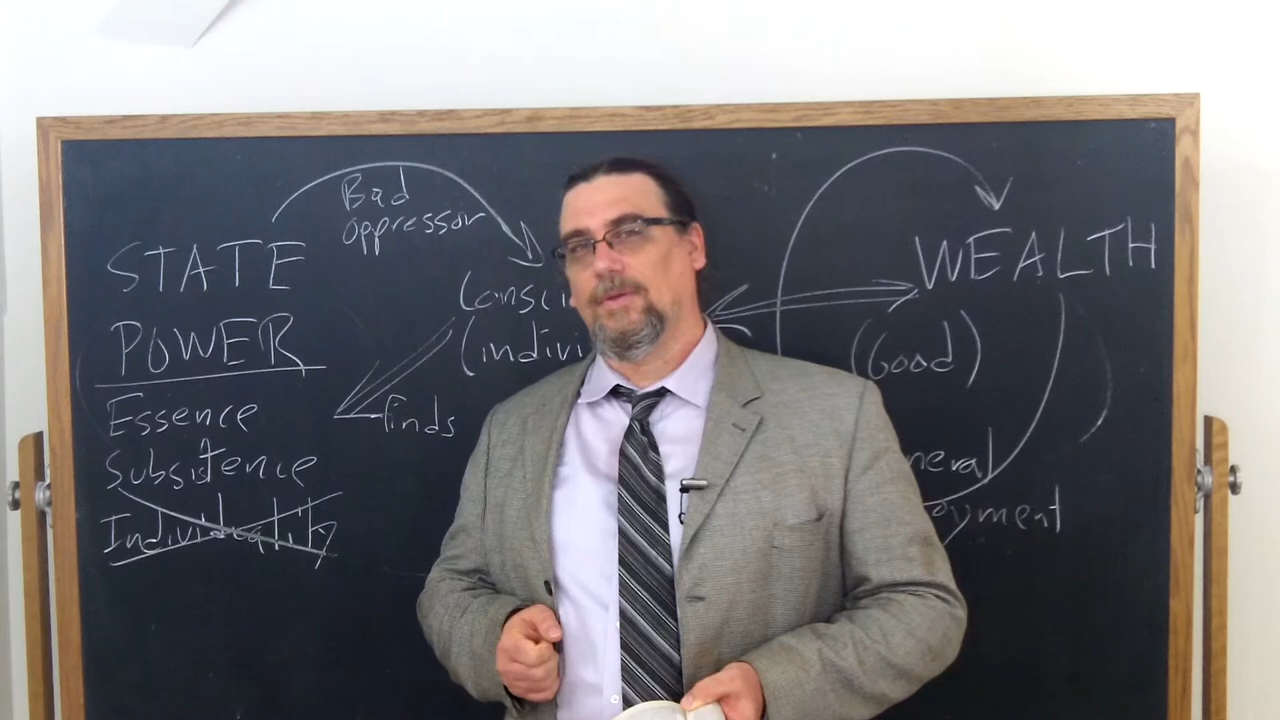 Bad
oppressor
STATE
POWER
Essence
Subsistence
Individuality
finds
WEALTH
(Good)